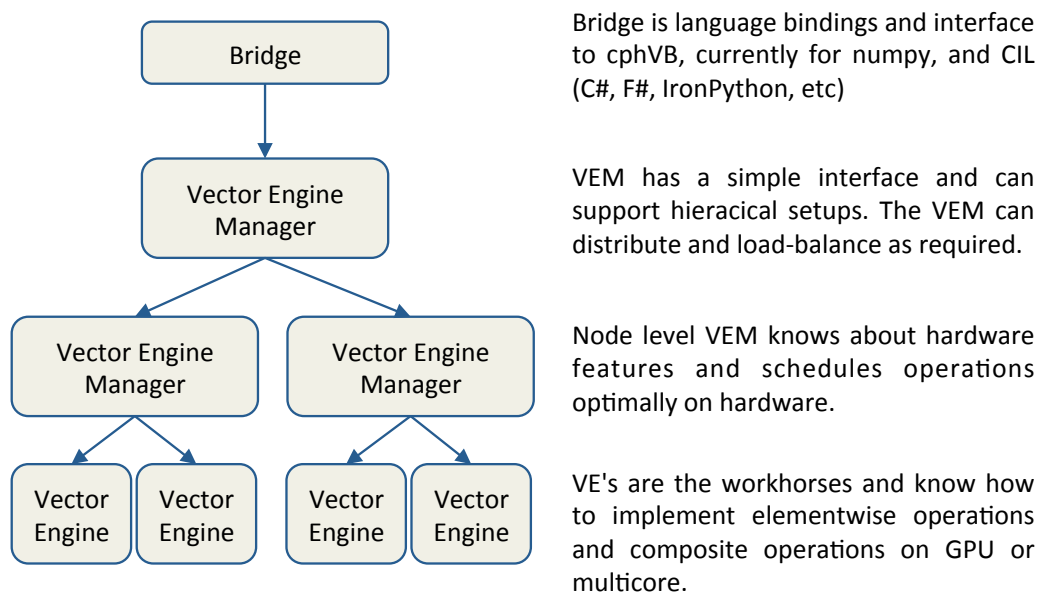 Bridge
Bridge is language bindings and interface
to cphVB, currently for numpy, and CIL
(C#, F#, IronPython, etc)
Vector Engine
Manager
VEM has a simple interface and can
support hieracical setups. The VEM can
distribute and load-balance as required.
Vector Engine
Manager
Vector Engine
Manager
Node level VEM knows about hardware
features and schedules operations
optimally on hardware.
Vector
Engine
Vector
Engine
Vector
Engine
Vector
Engine
VE's are the workhorses and know how
to implement elementwise operations
and composite operations on GPU or
multicore.